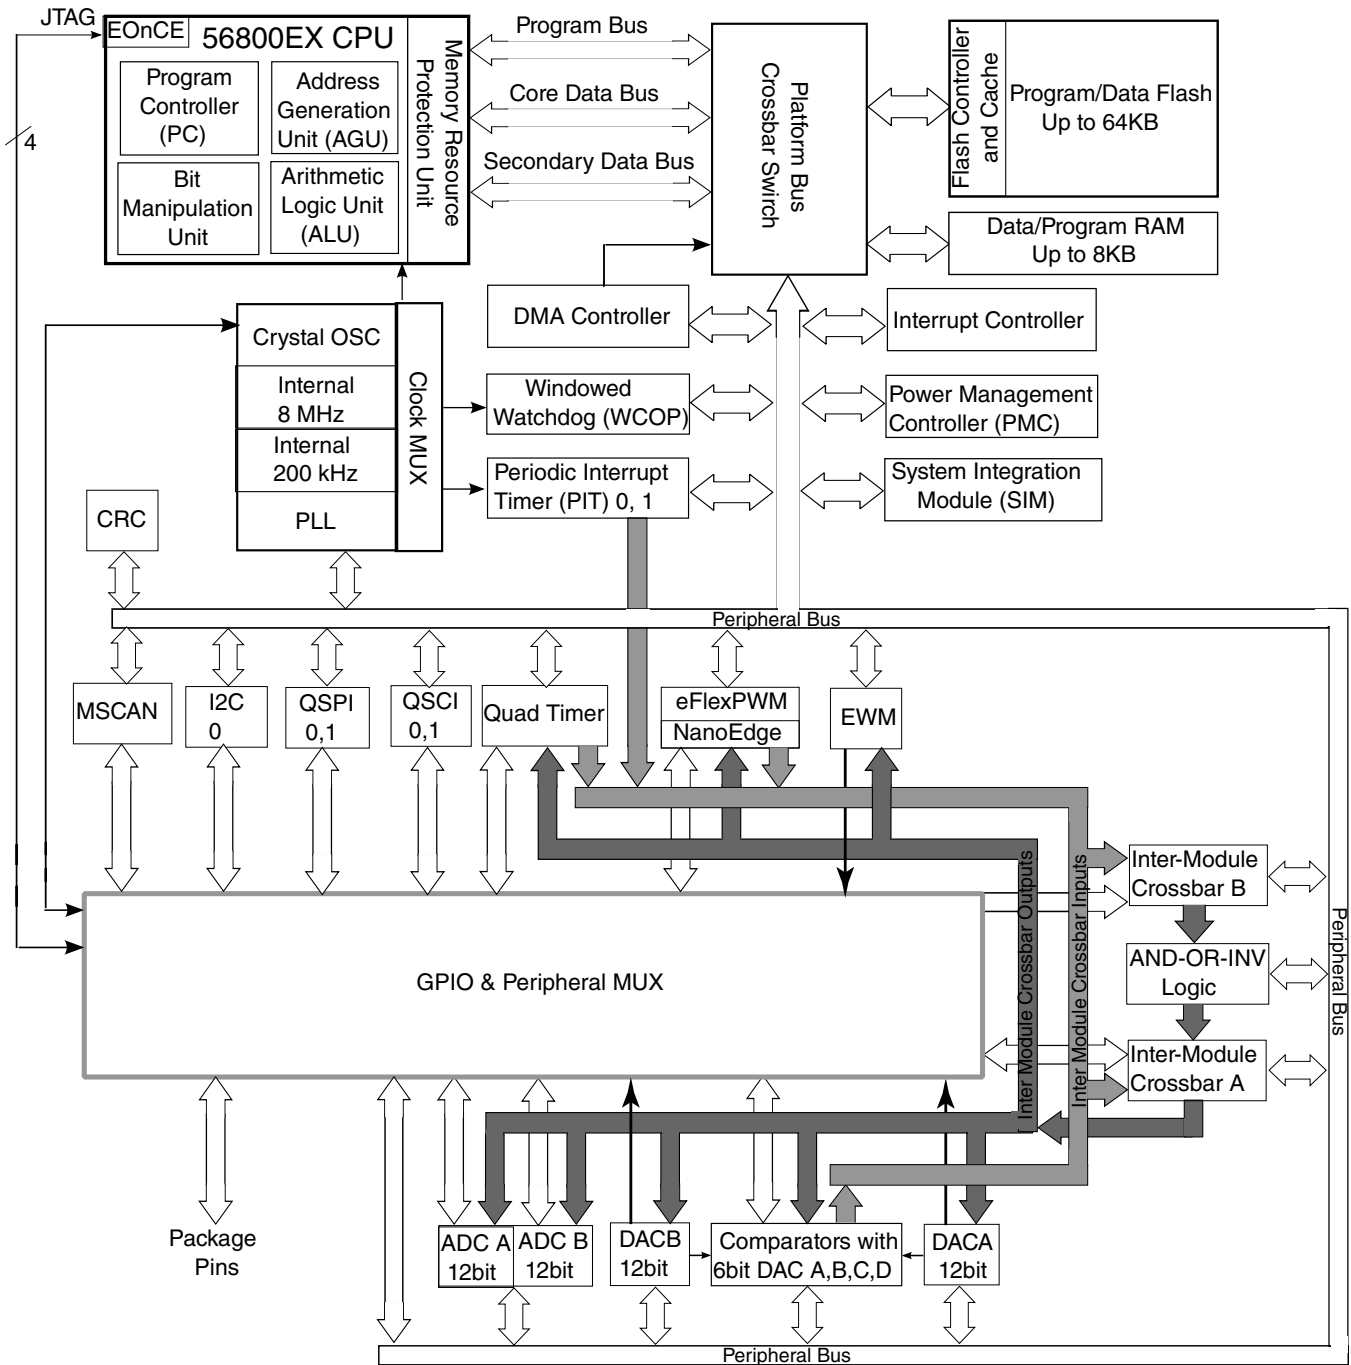 JTAG
EOnCE
56800EX CPU
Program
Controller
(PC)
Address
Generation
Unit (AGU)
Bit
Manipulation
Unit
Arithmetic
Logic Unit
(ALU)
Memory Resource
Protection Unit
4
Program Bus
Core Data Bus
Secondary Data Bus
Platform Bus
Crossbar Swirch
Flash Controller
and Cache
Program/Data Flash
Up to 64KB
Data/Program RAM
Up to 8KB
Crystal OSC
Internal
8 MHz
Internal
200 kHz
PLL
Clock MUX
DMA Controller
Windowed
Watchdog (WCOP)
Periodic Interrupt
Timer (PIT) 0, 1
Interrupt Controller
Power Management
Controller (PMC)
System Integration
Module (SIM)
CRC
Peripheral Bus
MSCAN
I2C
0
QSPI
0,1
QSCI
0,1
Quad Timer
eFlexPWM
NanoEdge
EWM
GPIO & Peripheral MUX
Inter Module Crossbar Outputs
Inter Module Crossbar Inputs
Inter-Module
Crossbar B
AND-OR-INV
Logic
Inter-Module
Crossbar A
Peripheral Bus
Package
Pins
ADC A
12bit
ADC B
12bit
DACB
12bit
Comparators with
6bit DAC A,B,C,D
DACA
12bit
Peripheral Bus